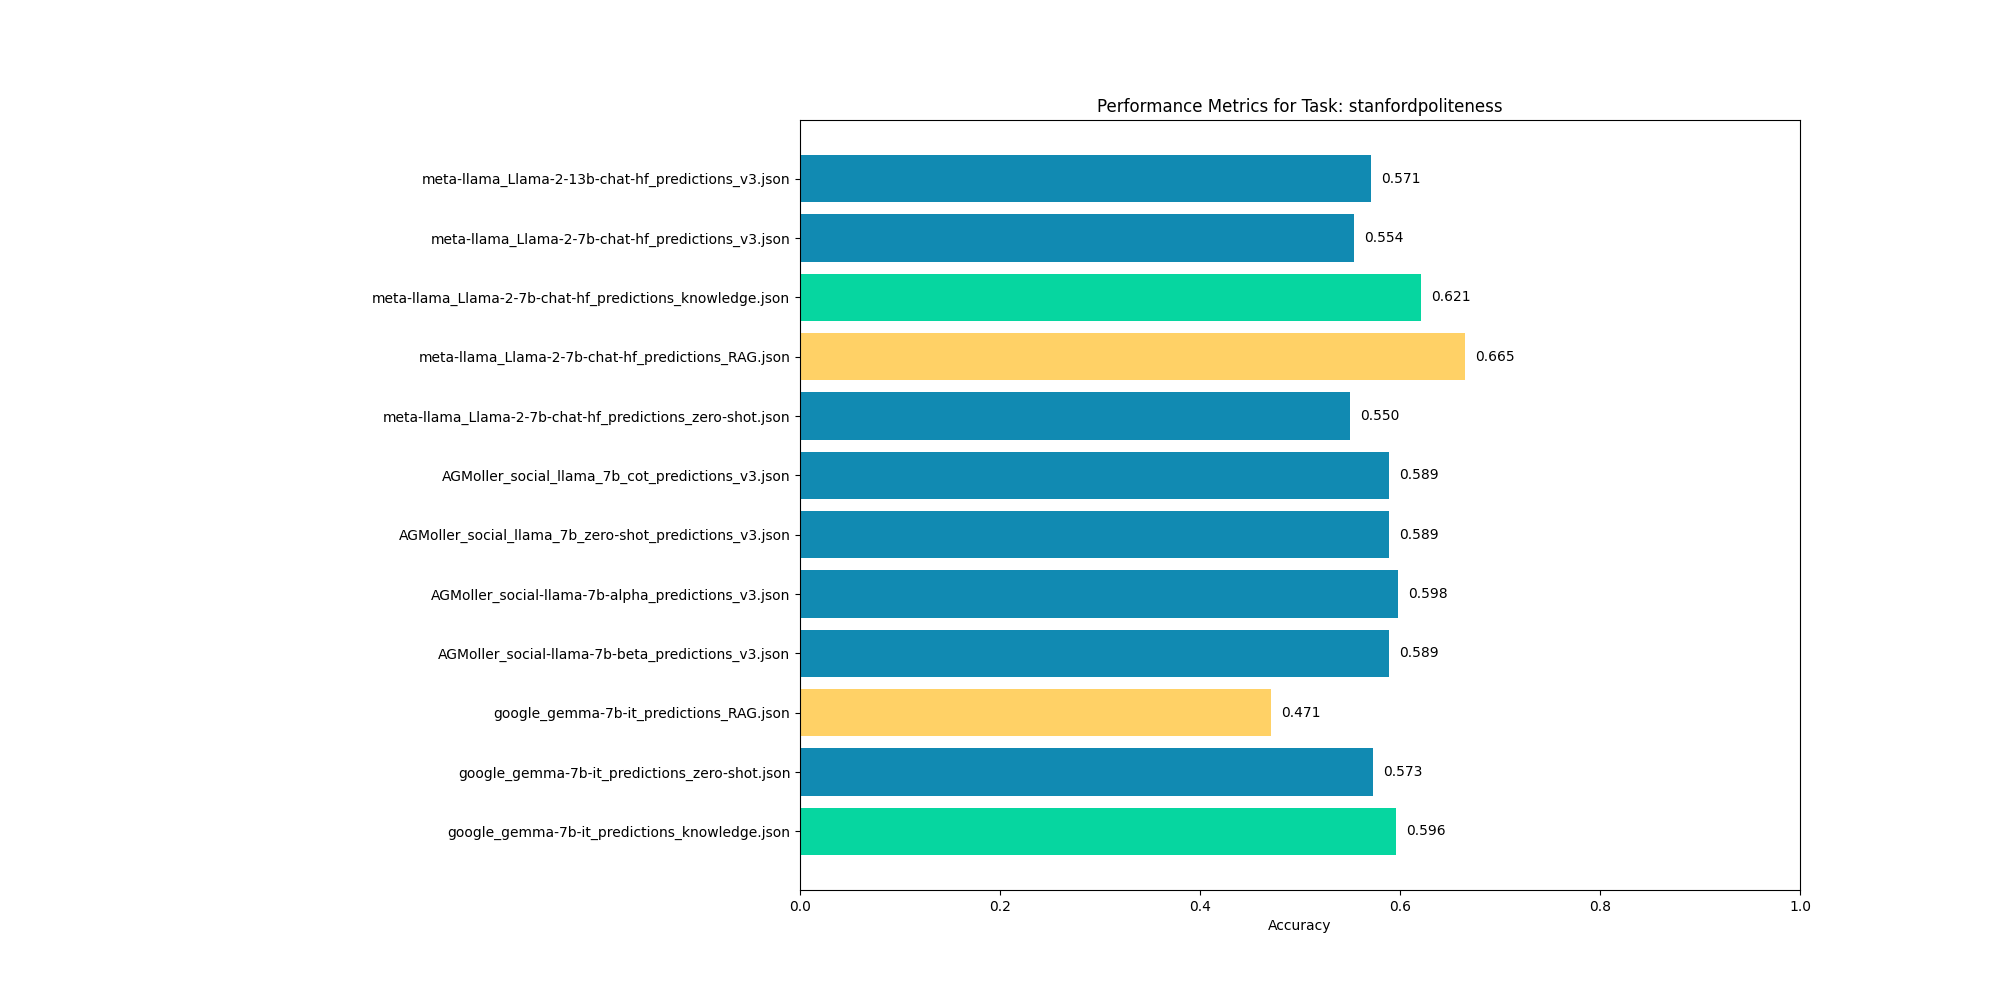 Performance Metrics for Task: stanfordpoliteness
meta-llama_Llama-2-13b-chat-hf_predictions_v3.json 0.571
meta-llama_Llama-2-7b-chat-hf_predictions_v3.json 0.554
meta-llama_Llama-2-7b-chat-hf_predictions_knowledge.json 0.621
meta-llama_Llama-2-7b-chat-hf_predictions_RAG.json 0.665
meta-llama_Llama-2-7b-chat-hf_predictions_zero-shot.json 0.550
AGMoller_social_llama_7b_cot_predictions_v3.json 0.589
AGMoller_social_llama_7b_zero-shot_predictions_v3.json 0.589
AGMoller_social-llama-7b-alpha_predictions_v3.json 0.598
AGMoller_social-llama-7b-beta_predictions_v3.json 0.589
google_gemma-7b-it_predictions_RAG.json 0.471
google_gemma-7b-it_predictions_zero-shot.json 0.573
google_gemma-7b-it_predictions_knowledge.json 0.596
0.0 0.2 0.4 0.6 0.8 1.0
Accuracy